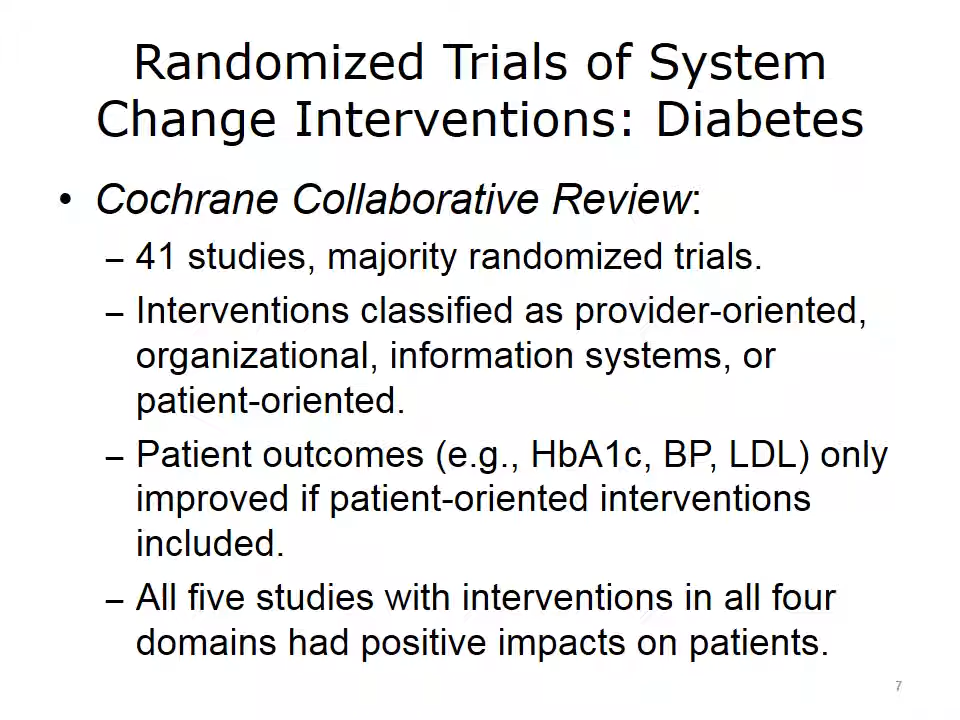 Randomized Trials of System
Change Interventions: Diabetes
• Cochrane Collaborative Review:
– 41 studies, majority randomized trials.
– Interventions classified as provider-oriented,
organizational, information systems, or
patient-oriented.
– Patient outcomes (e.g., HbA1c, BP, LDL) only
improved if patient-oriented interventions
included.
– All five studies with interventions in all four
domains had positive impacts on patients.
7